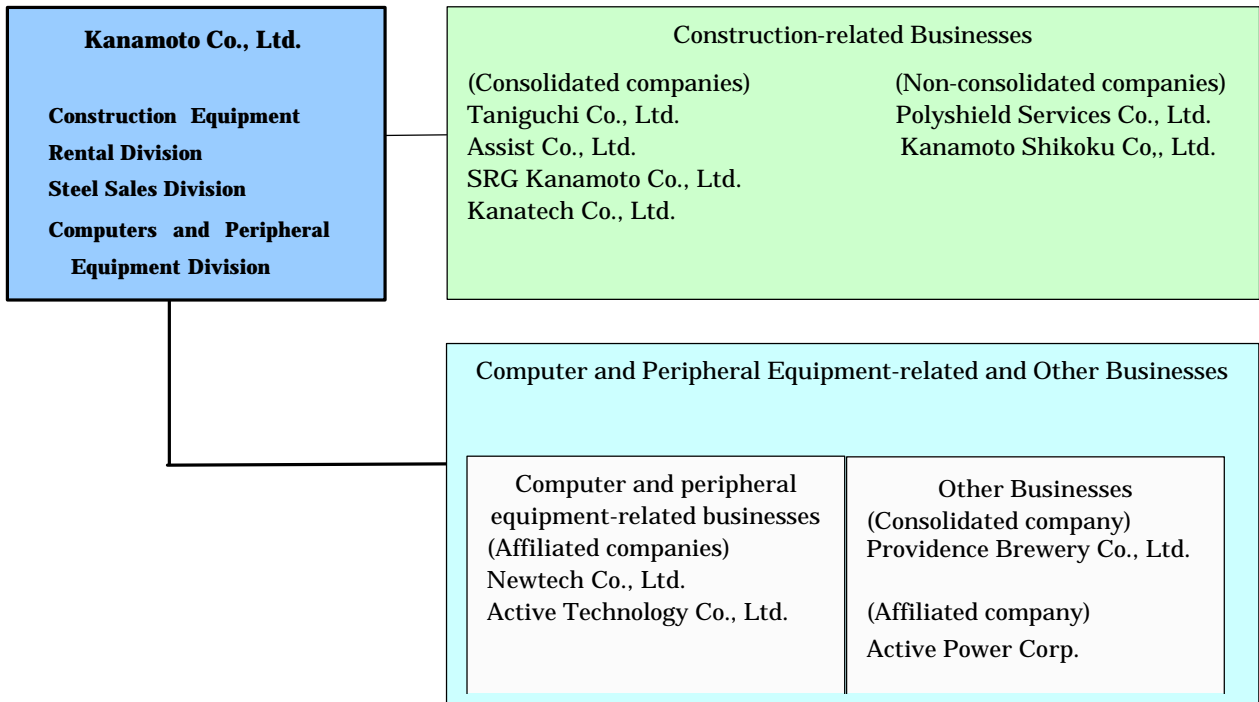 Kanamoto Co., Ltd.
Construction Equipment
Rental Division
Steel Sales Division
Computers and Peripheral
Equipment Division
Construction-related Businesses
(Consolidated companies)
Taniguchi Co., Ltd.
Assist Co., Ltd.
SRG Kanamoto Co., Ltd.
Kanatech Co., Ltd.
(Non-consolidated companies)
Polyshield Services Co., Ltd.
Kanamoto Shikoku Co,, Ltd.
Computer and Peripheral Equipment-related and Other Businesses
Computer and peripheral
equipment-related businesses
(Affiliated companies)
Newtech Co., Ltd.
Active Technology Co., Ltd.
Other Businesses
(Consolidated company)
Providence Brewery Co., Ltd.
(Affiliated company)
Active Power Corp.